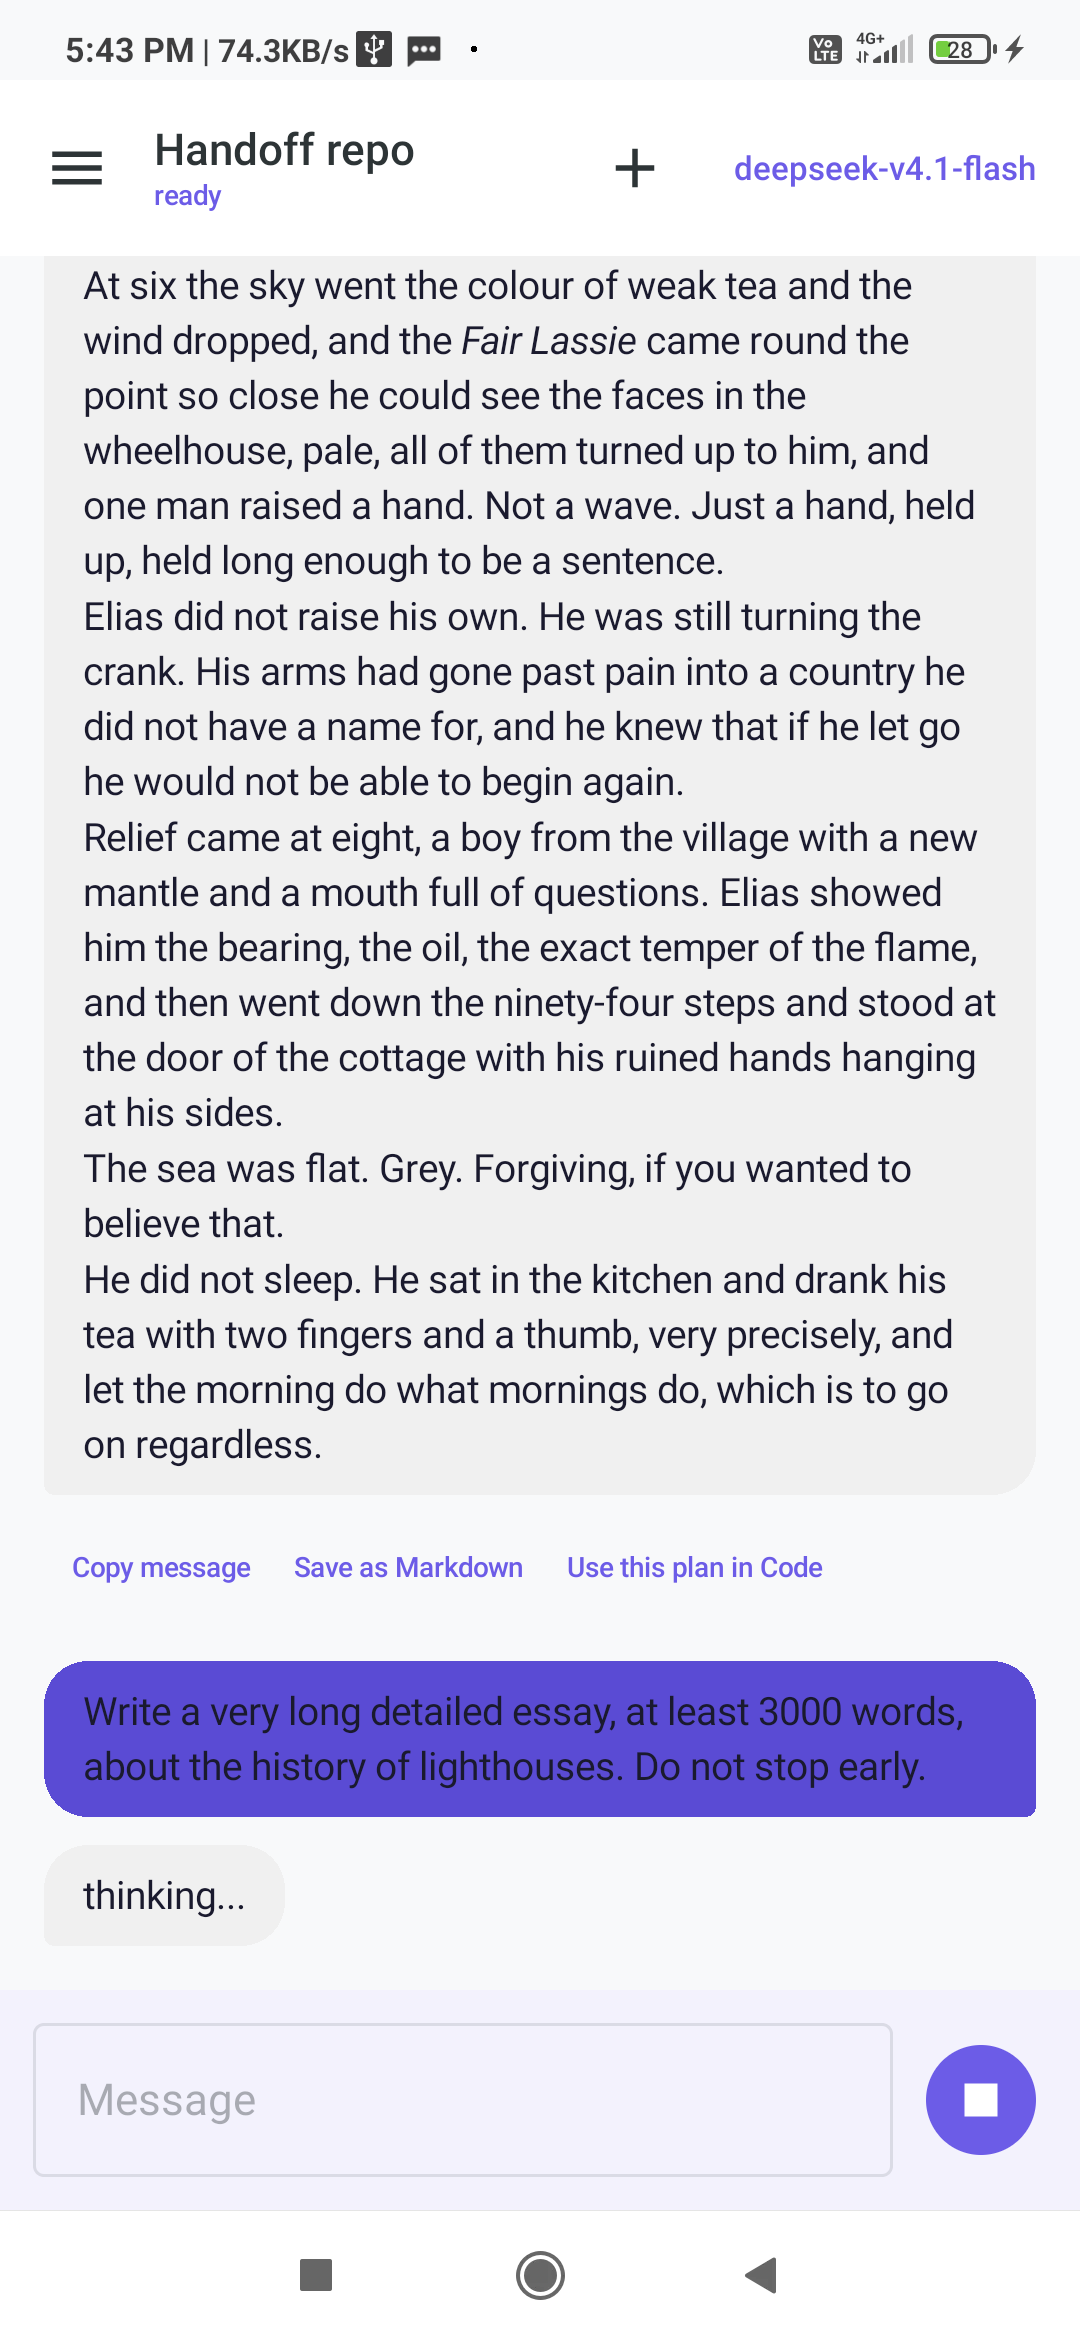 5:43 PM | 74.3KB/s
Vo LTE 4G+ 28
Handoff repo
ready
deepseek-v4.1-flash
At six the sky went the colour of weak tea and the
wind dropped, and the Fair Lassie came round the
point so close he could see the faces in the
wheelhouse, pale, all of them turned up to him, and
one man raised a hand. Not a wave. Just a hand, held
up, held long enough to be a sentence.
Elias did not raise his own. He was still turning the
crank. His arms had gone past pain into a country he
did not have a name for, and he knew that if he let go
he would not be able to begin again.
Relief came at eight, a boy from the village with a new
mantle and a mouth full of questions. Elias showed
him the bearing, the oil, the exact temper of the flame,
and then went down the ninety-four steps and stood at
the door of the cottage with his ruined hands hanging
at his sides.
The sea was flat. Grey. Forgiving, if you wanted to
believe that.
He did not sleep. He sat in the kitchen and drank his
tea with two fingers and a thumb, very precisely, and
let the morning do what mornings do, which is to go
on regardless.
Copy message Save as Markdown Use this plan in Code
Write a very long detailed essay, at least 3000 words,
about the history of lighthouses. Do not stop early.
thinking...
Message